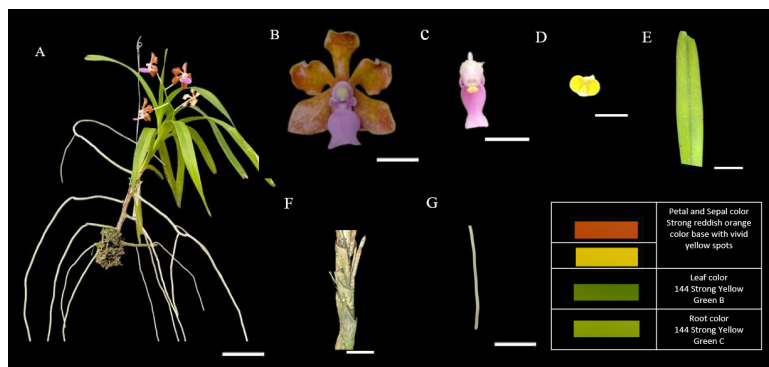 A
B
c
D
E
F
G
Petal and Sepal color
Strong reddish orange
color base with vivid
yellow spots
Leaf color
144 Strong Yellow
Green B
Root color
144 Strong Yellow
Green C